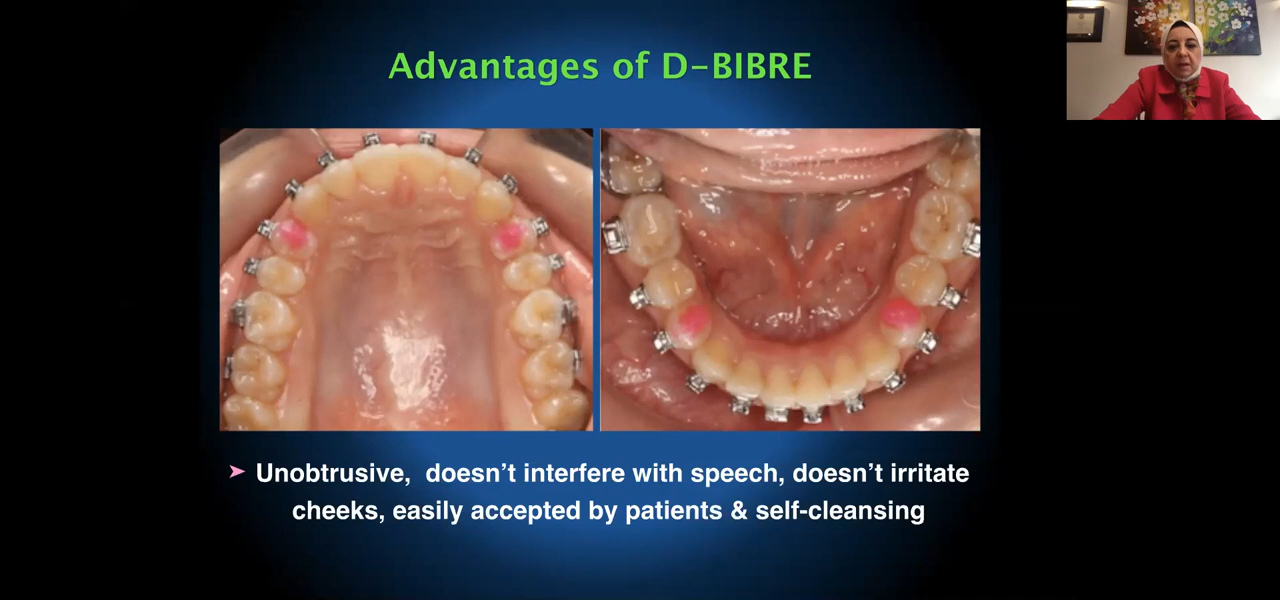 Advantages of D-BIBRE
➤ Unobtrusive, doesn’t interfere with speech, doesn’t irritate
cheeks, easily accepted by patients & self-cleansing